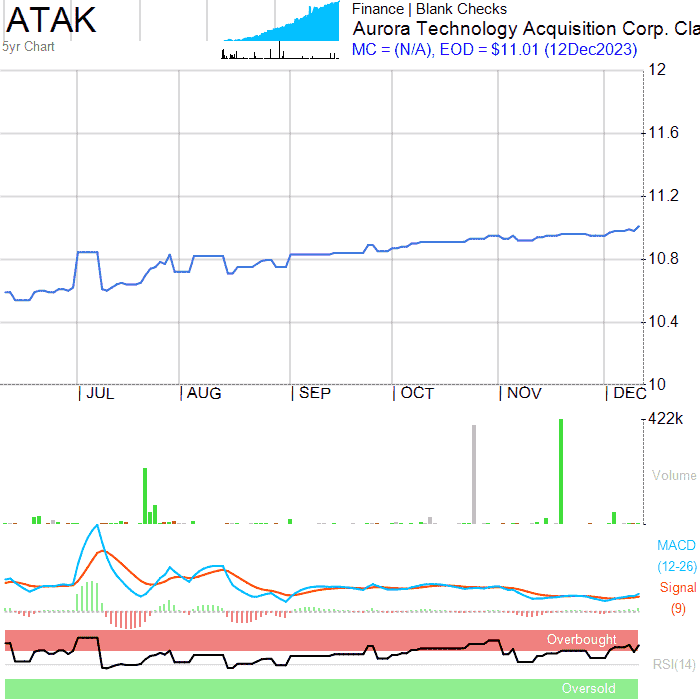 ATAK
5yr Chart
Finance | Blank Checks
Aurora Technology Acquisition Corp. Cla
MC = (N/A), EOD = $11.01 (12Dec2023)
12
11.6
11.2
10.8
10.4
10
| JUL | AUG | SEP | OCT | NOV | DEC
422k
Volume
MACD
(12-26)
Signal
(9)
Overbought
RSI(14)
Oversold